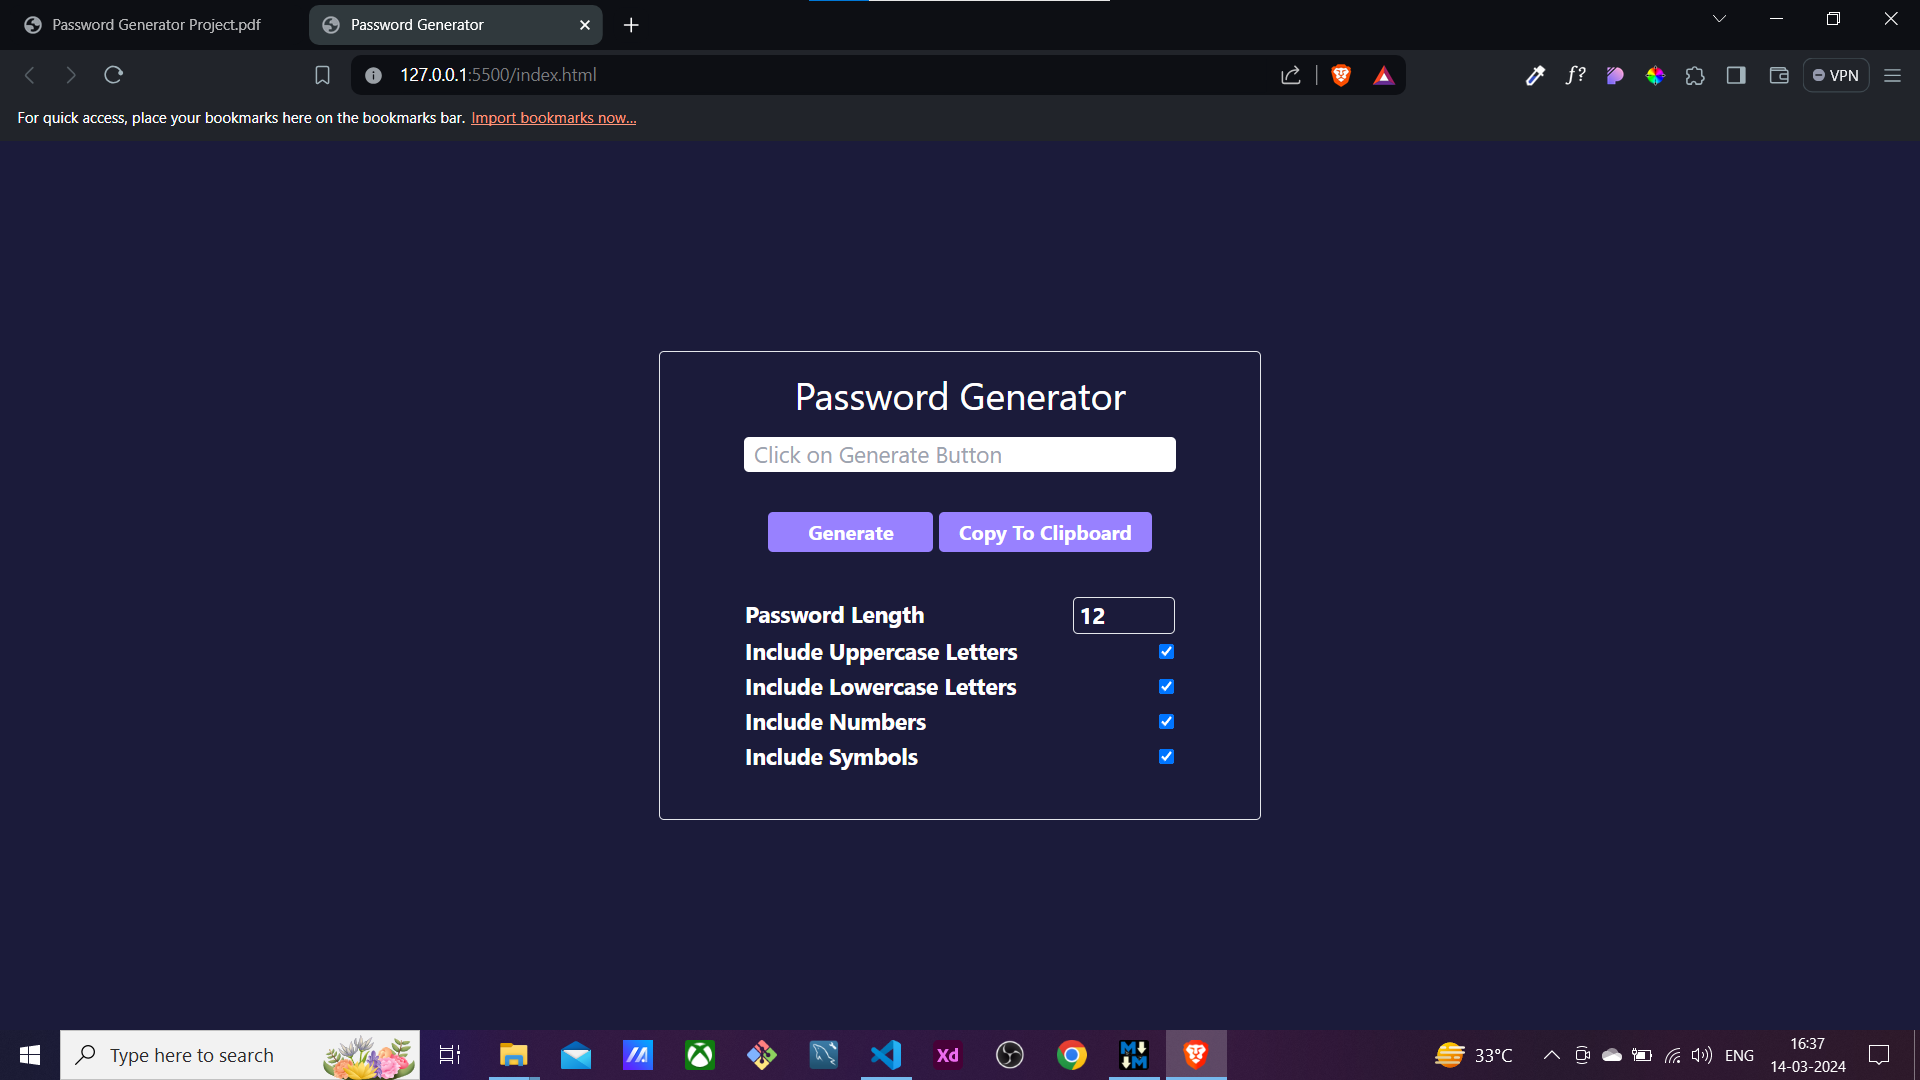 Password Generator Project.pdf
Password Generator
127.0.0.1:5500/index.html
f?
VPN
For quick access, place your bookmarks here on the bookmarks bar. Import bookmarks now...
Password Generator
Click on Generate Button
Generate Copy To Clipboard
Password Length 12
Include Uppercase Letters
Include Lowercase Letters
Include Numbers
Include Symbols
Type here to search
Xd
M M
33°C
ENG
16:37
14-03-2024